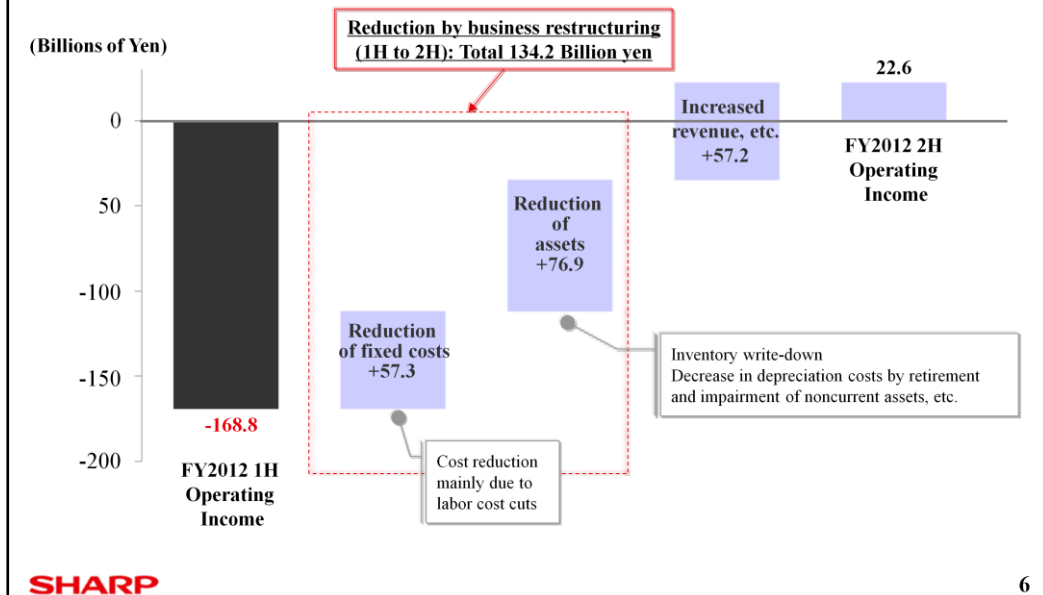 Reduction by business restructuring
(1H to 2H): Total 134.2 Billion yen
(Billions of Yen)
22.6
0
50
-100
-150
-200
Increased
revenue, etc.
+57.2
FY2012 2H
Operating
Income
Reduction
of
assets
+76.9
Reduction
of fixed costs
+57.3
Inventory write-down
Decrease in depreciation costs by retirement
and impairment of noncurrent assets, etc.
-168.8
FY2012 1H
Operating
Income
Cost reduction
mainly due to
labor cost cuts
SHARP
6